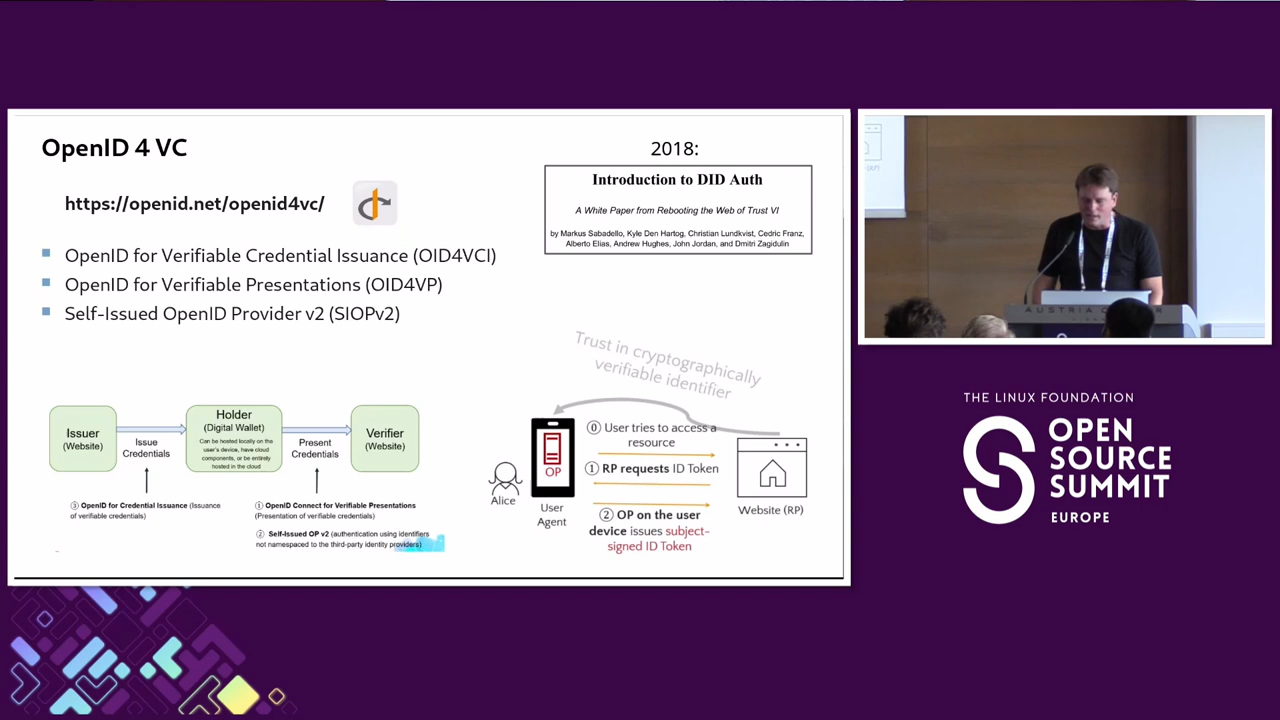 OpenID 4 VC
https://openid.net/openid4vc/
OpenID for Verifiable Credential Issuance (OID4VCI)
OpenID for Verifiable Presentations (OID4VP)
Self-Issued OpenID Provider v2 (SIOPv2)
2018:
Introduction to DID Auth
A White Paper from Rebooting the Web of Trust VI
by Markus Sabadello, Kyle Den Hartog, Christian Lundkvist, Cedric Franz,
Alberto Elias, Andrew Hughes, John Jordan, and Dmitri Zagidulin
Issuer
(Website)
Issue
Credentials
Holder
(Digital Wallet)
Can be hosted locally on the
user's device, have cloud
components, or be entirely
hosted in the cloud
Present
Credentials
Verifier
(Website)
③ OpenID for Credential Issuance (Issuance
of verifiable credentials)
① OpenID Connect for Verifiable Presentations
(Presentation of verifiable credentials)
② Self-Issued OP v2 (authentication using identifiers
not namespaced to the third-party identity providers)
Trust in cryptographically
verifiable identifier
Alice
OP
User
Agent
⓪ User tries to access a
resource
① RP requests ID Token
② OP on the user
device issues subject-
signed ID Token
Website (RP)
THE LINUX FOUNDATION
OPEN
SOURCE
SUMMIT
EUROPE